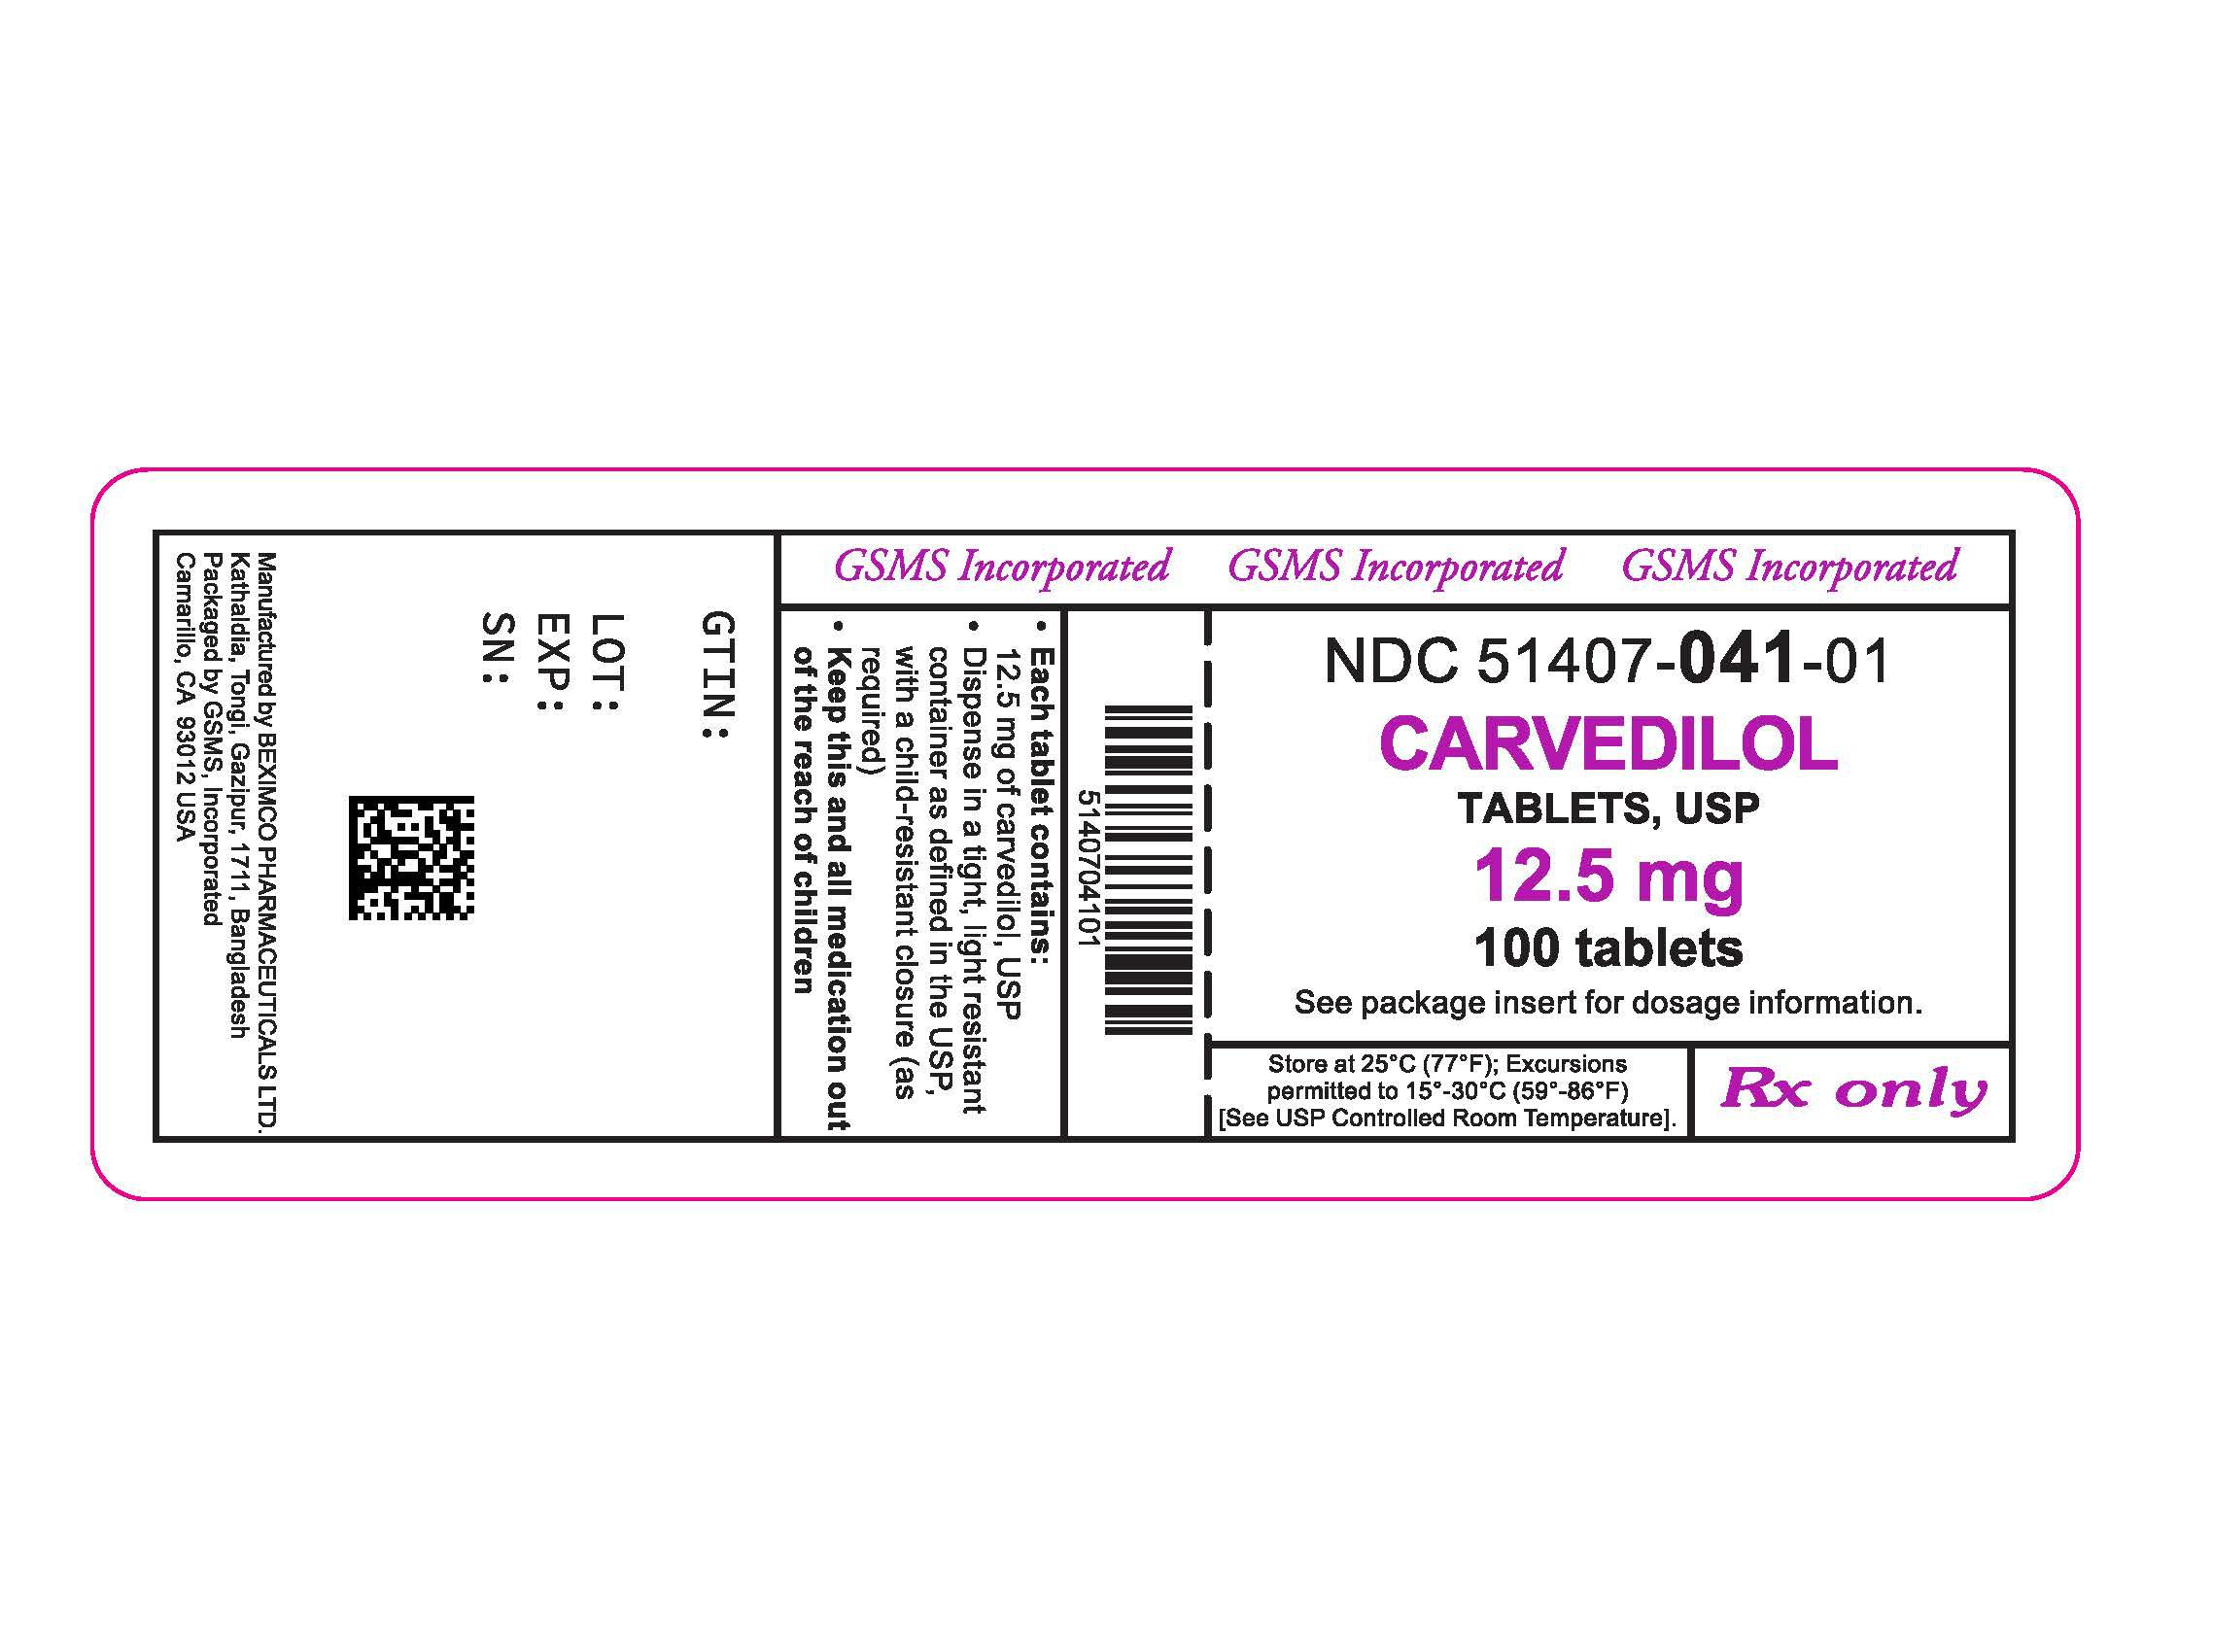 GSMS Incorporated GSMS Incorporated GSMS Incorporated
NDC 51407-041-01
CARVEDILOL
TABLETS, USP
12.5 mg
100 tablets
See package insert for dosage information.
Store at 25°C (77°F); Excursions
permitted to 15°-30°C (59°-86°F)
[See USP Controlled Room Temperature].
Rx only
5140704101
• Each tablet contains:
12.5 mg of carvedilol, USP
• Dispense in a tight, light resistant
container as defined in the USP,
with a child-resistant closure (as
required)
• Keep this and all medication out
of the reach of children
GTIN:
LOT:
EXP:
SN:
Manufactured by BEXIMCO PHARMACEUTICALS LTD.
Kathaldia, Tongi, Gazipur, 1711, Bangladesh
Packaged by GSMS, Incorporated
Camarillo, CA 93012 USA